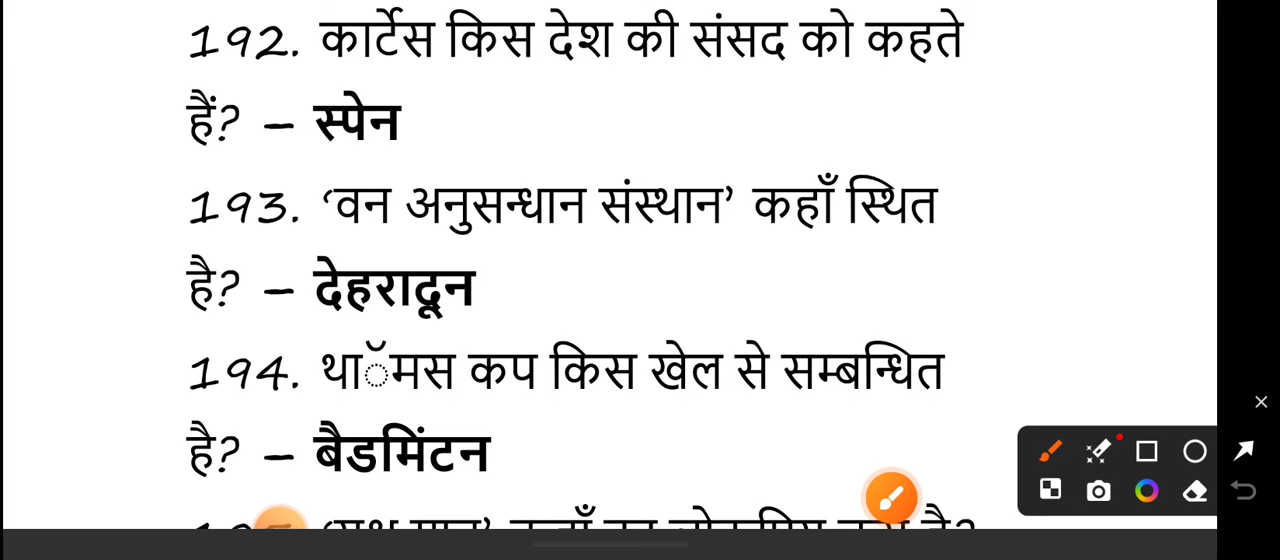 192. कार्टेस किस देश की संसद को कहते
हैं? – स्पेन
193. ‘वन अनुसन्धान संस्थान’ कहाँ स्थित
है? – देहरादून
194. थाॅमस कप किस खेल से सम्बन्धित
है? – बैडमिंटन